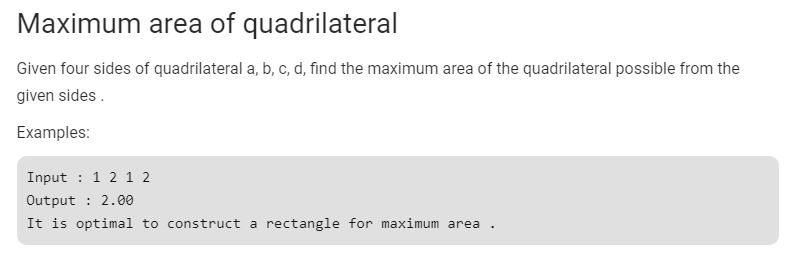 Maximum area of quadrilateral
Given four sides of quadrilateral a, b, c, d, find the maximum area of the quadrilateral possible from the
given sides .
Examples:
Input : 1 2 1 2
Output : 2.00
It is optimal to construct a rectangle for maximum area .